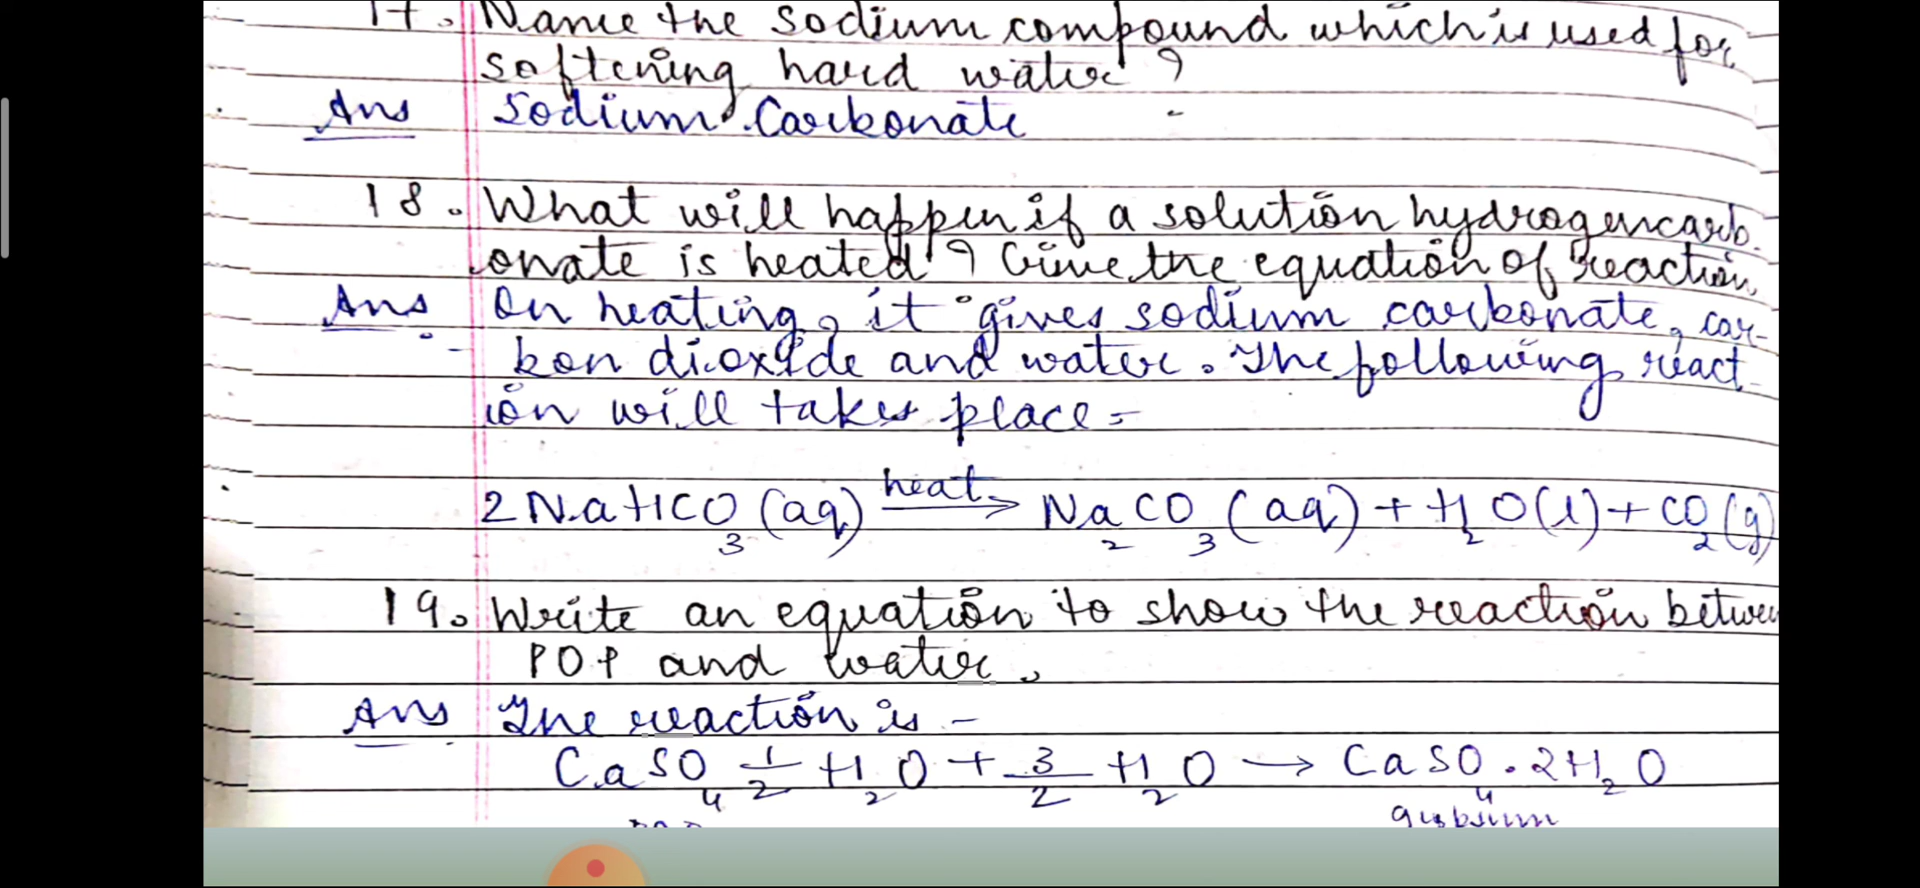 17. Name the sodium compound which is used for
softening hard water?
Ans Sodium Carbonate
18. What will happen if a solution hydrogencarb-
onate is heated? Give the equation of reaction
Ans On heating, it gives sodium carbonate, car-
bon dioxide and water. The following react-
ion will takes place -
2NaHCO₃(aq) heat→ Na₂CO₃(aq) + H₂O(l) + CO₂(g)
19. Write an equation to show the reaction between
POP and water.
Ans The reaction is -
CaSO₄ 1/2 H₂O + 3/2 H₂O → CaSO₄.2H₂O